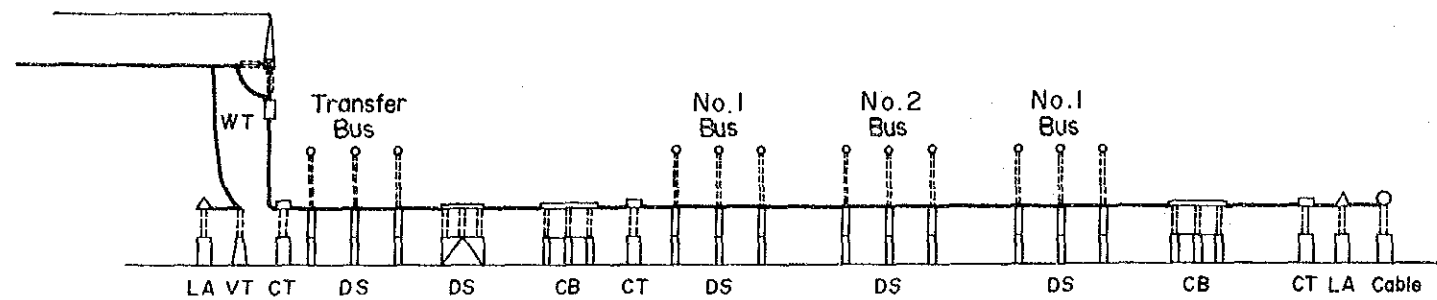 WT
Transfer
Bus
No.1
Bus
No.2
Bus
No.1
Bus
LA VT CT DS DS CB CT DS DS DS CB CT LA Cable